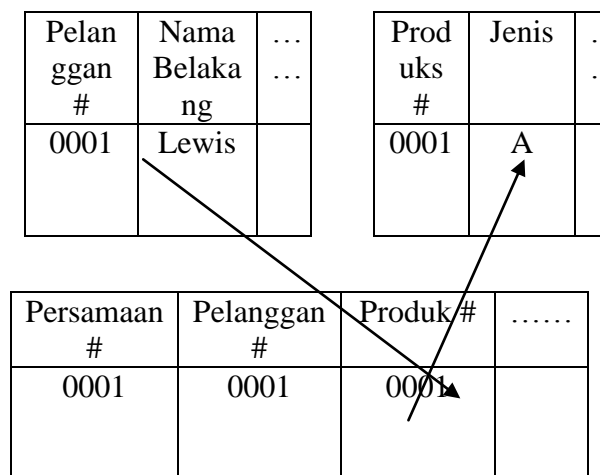 Pelan
ggan
#
Nama
Belaka
ng
…
…
Prod
uks
#
Jenis
0001
Lewis
0001
A
Persamaan
#
Pelanggan
#
Produk #
……
0001
0001
0001